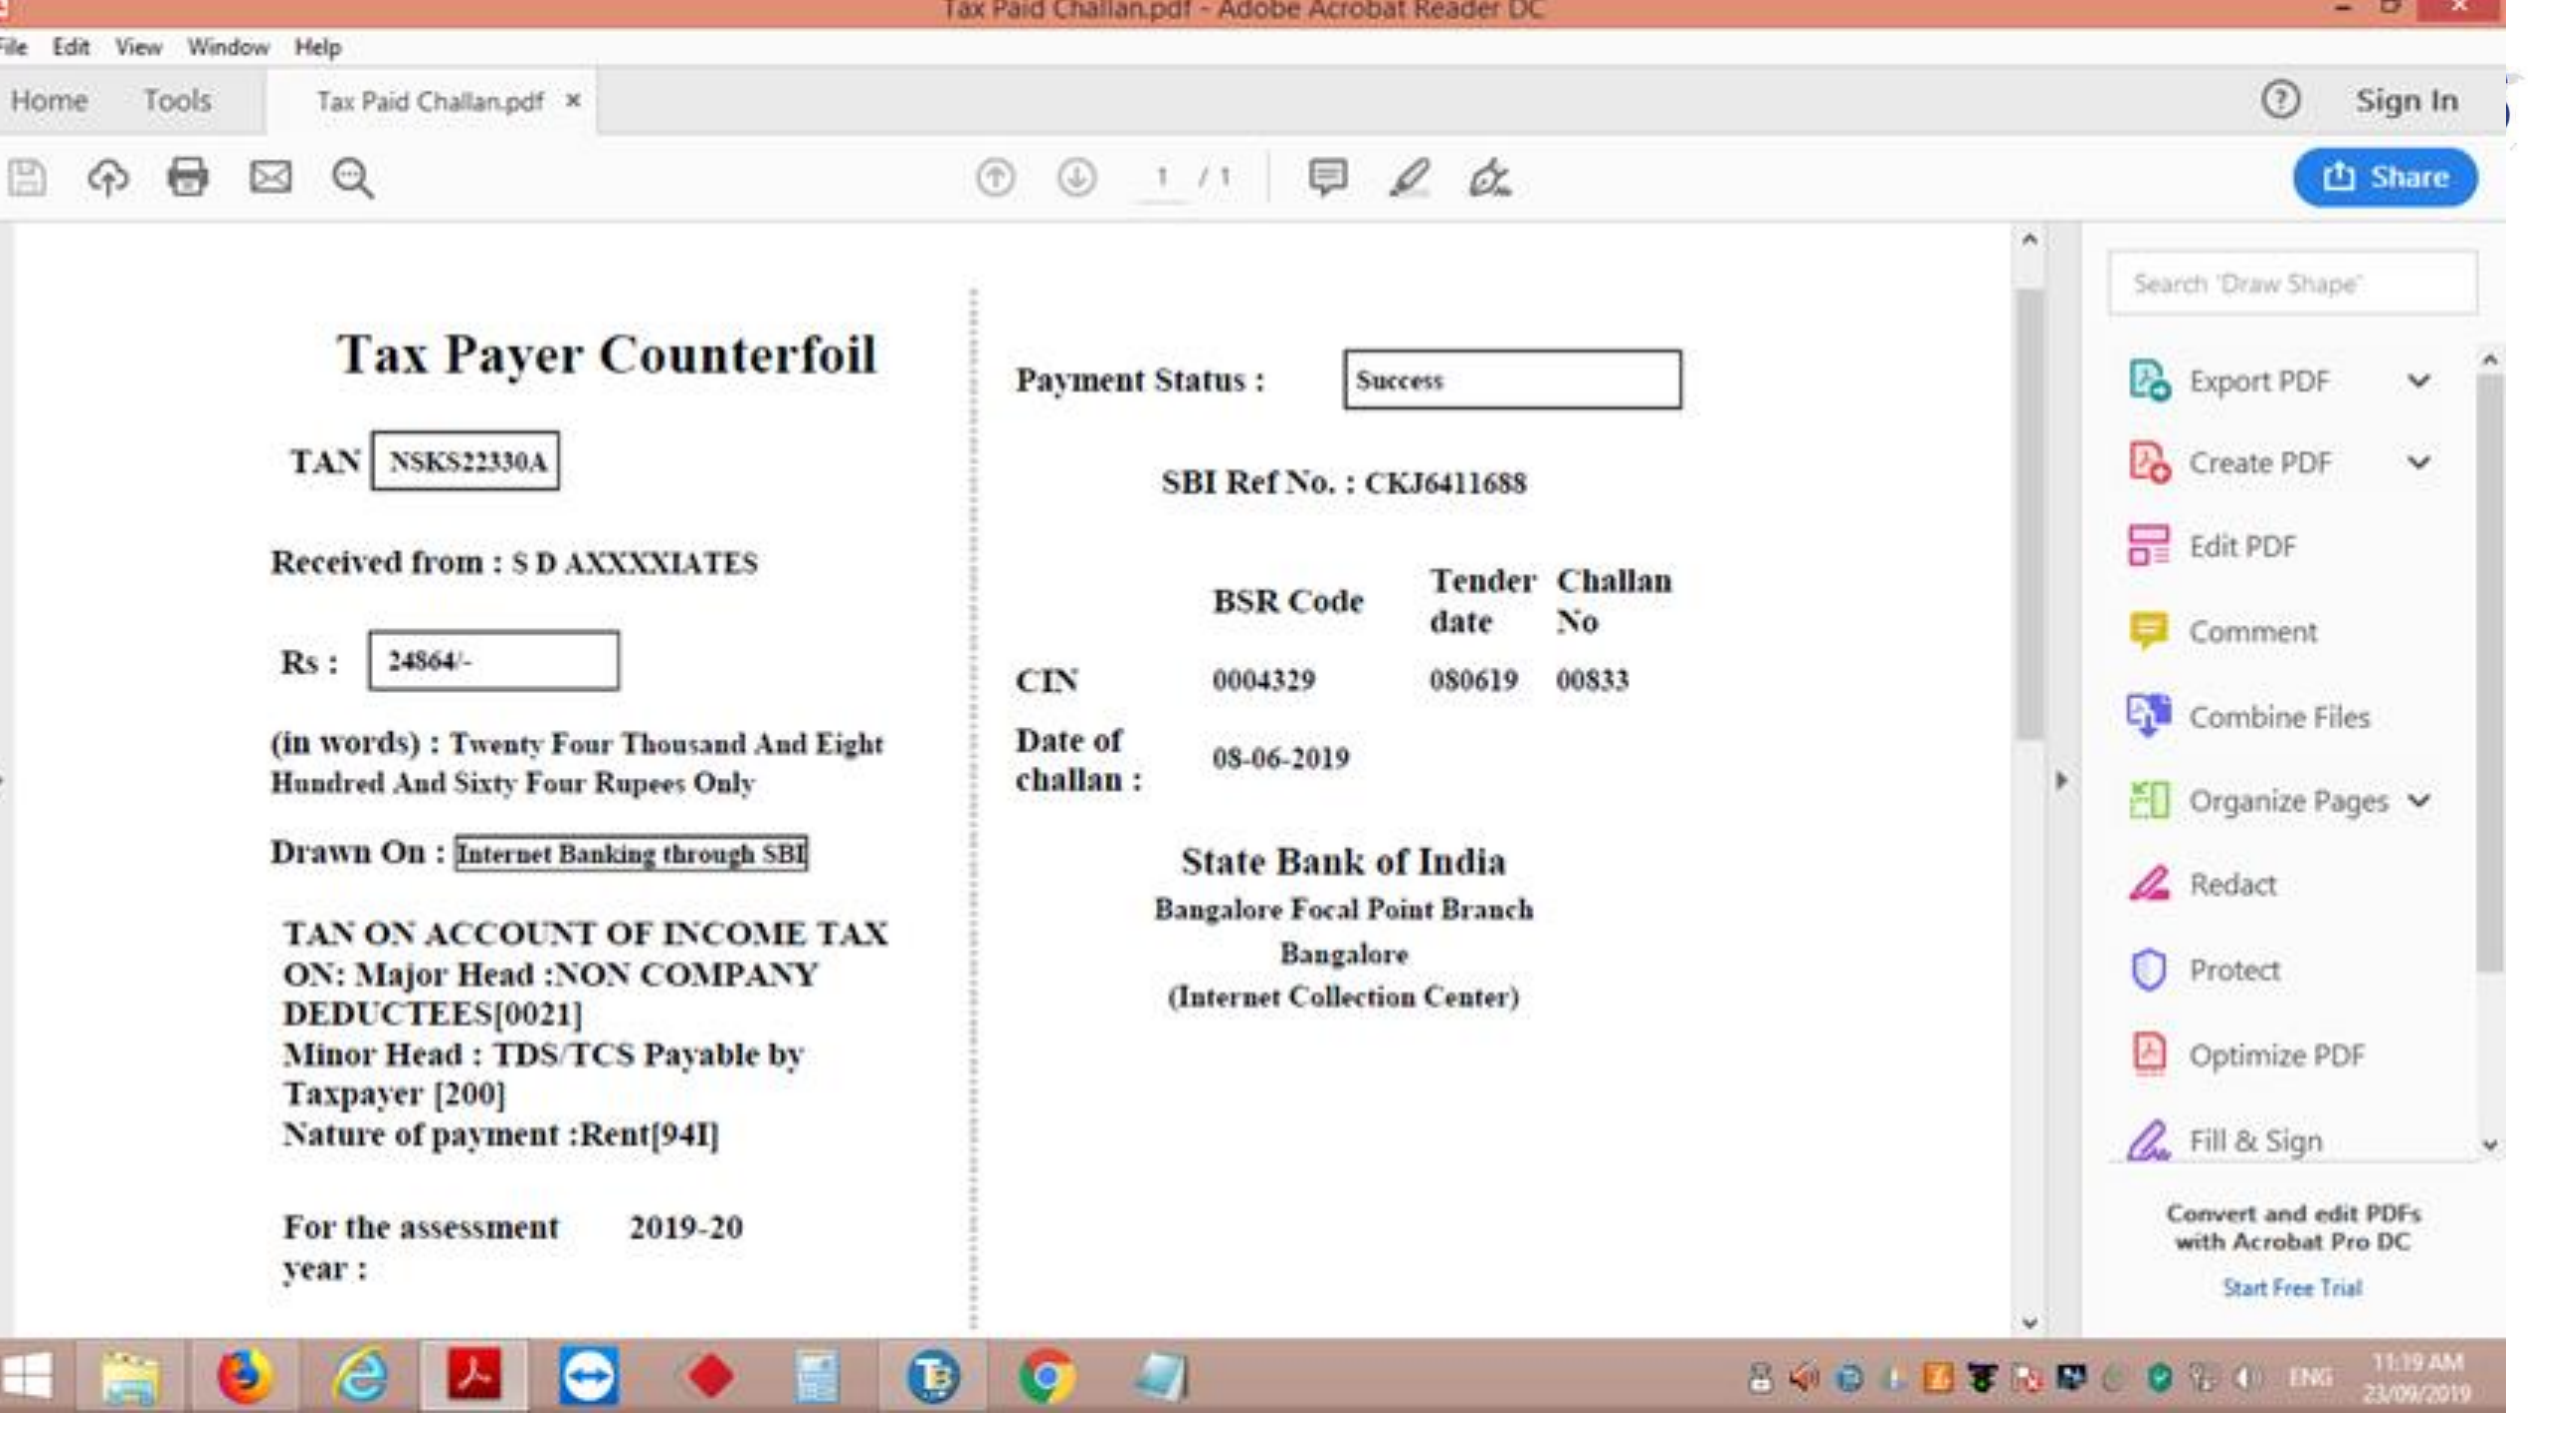 Tax Paid Challan.pdf - Adobe Acrobat Reader DC
File Edit View Window Help
Home Tools Tax Paid Challan.pdf × ? Sign In
1 / 1 Share
Tax Payer Counterfoil
TAN NSKS22330A
Received from : S D AXXXXIATES
Rs : 24864/-
(in words) : Twenty Four Thousand And Eight
Hundred And Sixty Four Rupees Only
Drawn On : Internet Banking through SBI
TAN ON ACCOUNT OF INCOME TAX
ON: Major Head :NON COMPANY
DEDUCTEES[0021]
Minor Head : TDS/TCS Payable by
Taxpayer [200]
Nature of payment :Rent[94I]
For the assessment 2019-20
year :
Payment Status : Success
SBI Ref No. : CKJ6411688
BSR Code Tender date Challan No
CIN 0004329 080619 00833
Date of
challan : 08-06-2019
State Bank of India
Bangalore Focal Point Branch
Bangalore
(Internet Collection Center)
Search 'Draw Shape'
Export PDF
Create PDF
Edit PDF
Comment
Combine Files
Organize Pages
Redact
Protect
Optimize PDF
Fill & Sign
Convert and edit PDFs
with Acrobat Pro DC
Start Free Trial
ENG 11:19 AM
23/09/2019